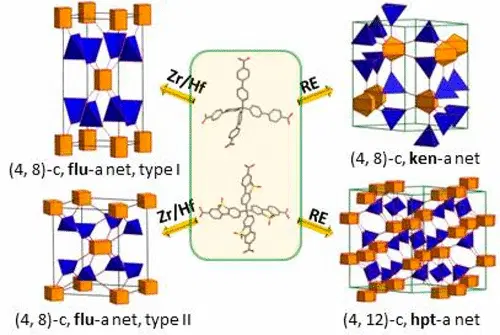 Zr/Hf
RE
(4, 8)-c, flu-a net, type I
(4, 8)-c, ken-a net
Zr/Hf
RE
(4, 8)-c, flu-a net, type II
(4, 12)-c, hpt-a net